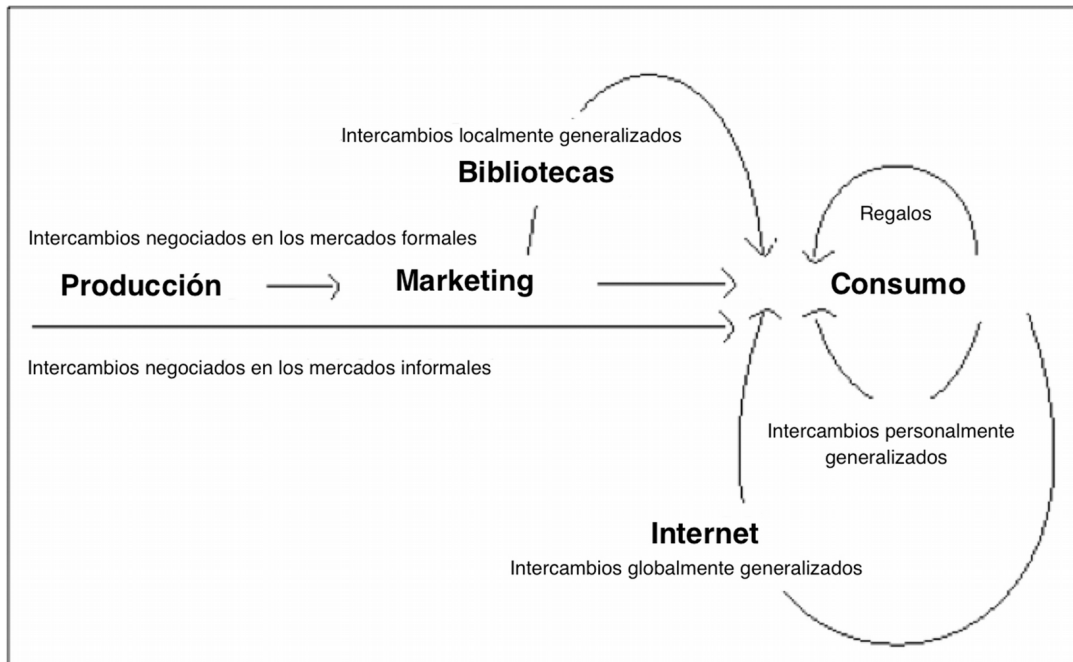 Intercambios localmente generalizados
Bibliotecas
Regalos
Intercambios negociados en los mercados formales
Producción
Marketing
Consumo
Intercambios negociados en los mercados informales
Intercambios personalmente
generalizados
Internet
Intercambios globalmente generalizados